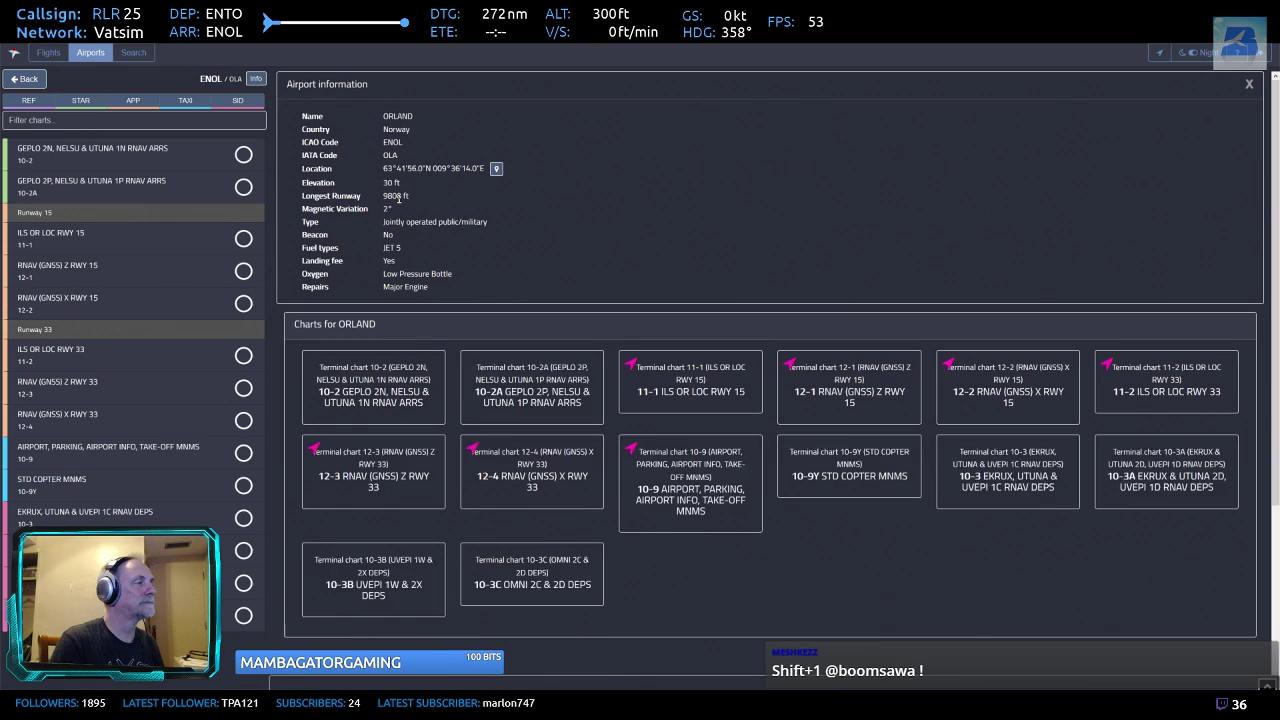 Callsign: RLR 25
Network: Vatsim
DEP: ENTO
ARR: ENOL
DTG: 272nm
ETE: --:--
ALT: 300ft
V/S: 0ft/min
GS: 0kt
HDG: 358°
FPS: 53
Flights
Airports
Search
Night
Back
ENOL / OLA
Info
REF
STAR
APP
TAXI
SID
Filter charts..
GEPLO 2N, NELSU & UTUNA 1N RNAV ARRS
10-2
GEPLO 2P, NELSU & UTUNA 1P RNAV ARRS
10-2A
Runway 15
ILS OR LOC RWY 15
11-1
RNAV (GNSS) Z RWY 15
12-1
RNAV (GNSS) X RWY 15
12-2
Runway 33
ILS OR LOC RWY 33
11-2
RNAV (GNSS) Z RWY 33
12-3
RNAV (GNSS) X RWY 33
12-4
AIRPORT, PARKING, AIRPORT INFO, TAKE-OFF MNMS
10-9
STD COPTER MNMS
10-9Y
EKRUX, UTUNA & UVEPI 1C RNAV DEPS
10-3
Airport information
X
Name ORLAND
Country Norway
ICAO Code ENOL
IATA Code OLA
Location 63°41'56.0"N 009°36'14.0"E
Elevation 30 ft
Longest Runway 9808 ft
Magnetic Variation 2°
Type Jointly operated public/military
Beacon No
Fuel types JET 5
Landing fee Yes
Oxygen Low Pressure Bottle
Repairs Major Engine
Charts for ORLAND
Terminal chart 10-2 (GEPLO 2N,
NELSU & UTUNA 1N RNAV ARRS)
10-2 GEPLO 2N, NELSU &
UTUNA 1N RNAV ARRS
Terminal chart 10-2A (GEPLO 2P,
NELSU & UTUNA 1P RNAV ARRS)
10-2A GEPLO 2P, NELSU &
UTUNA 1P RNAV ARRS
Terminal chart 11-1 (ILS OR LOC
RWY 15)
11-1 ILS OR LOC RWY 15
Terminal chart 12-1 (RNAV (GNSS) Z
RWY 15)
12-1 RNAV (GNSS) Z RWY
15
Terminal chart 12-2 (RNAV (GNSS) X
RWY 15)
12-2 RNAV (GNSS) X RWY
15
Terminal chart 11-2 (ILS OR LOC
RWY 33)
11-2 ILS OR LOC RWY 33
Terminal chart 12-3 (RNAV (GNSS) Z
RWY 33)
12-3 RNAV (GNSS) Z RWY
33
Terminal chart 12-4 (RNAV (GNSS) X
RWY 33)
12-4 RNAV (GNSS) X RWY
33
Terminal chart 10-9 (AIRPORT,
PARKING, AIRPORT INFO, TAKE-
OFF MNMS)
10-9 AIRPORT, PARKING,
AIRPORT INFO, TAKE-OFF
MNMS
Terminal chart 10-9Y (STD COPTER
MNMS)
10-9Y STD COPTER MNMS
Terminal chart 10-3 (EKRUX,
UTUNA & UVEPI 1C RNAV DEPS)
10-3 EKRUX, UTUNA &
UVEPI 1C RNAV DEPS
Terminal chart 10-3A (EKRUX &
UTUNA 2D, UVEPI 1D RNAV DEPS)
10-3A EKRUX & UTUNA 2D,
UVEPI 1D RNAV DEPS
Terminal chart 10-3B (UVEPI 1W &
2X DEPS)
10-3B UVEPI 1W & 2X
DEPS
Terminal chart 10-3C (OMNI 2C &
2D DEPS)
10-3C OMNI 2C & 2D DEPS
MAMBAGATORGAMING
100 BITS
MESHKEZZ
Shift+1 @boomsawa !
FOLLOWERS: 1895
LATEST FOLLOWER: TPA121
SUBSCRIBERS: 24
LATEST SUBSCRIBER: marlon747
36